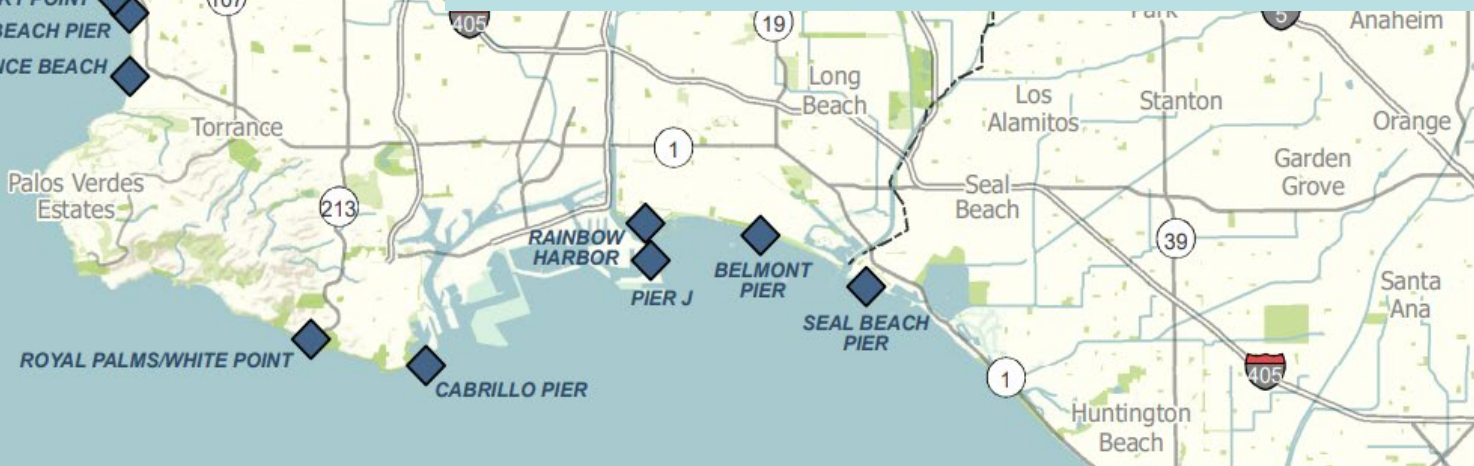 BEACH PIER
405
19
5
Anaheim
BEACH
Long
Beach
Los
Alamitos
Stanton
Orange
Torrance
1
Garden
Grove
Palos Verdes
Estates
213
Seal
Beach
RAINBOW
HARBOR
39
PIER J
BELMONT
PIER
Santa
Ana
SEAL BEACH
PIER
ROYAL PALMS/WHITE POINT
CABRILLO PIER
1
405
Huntington
Beach